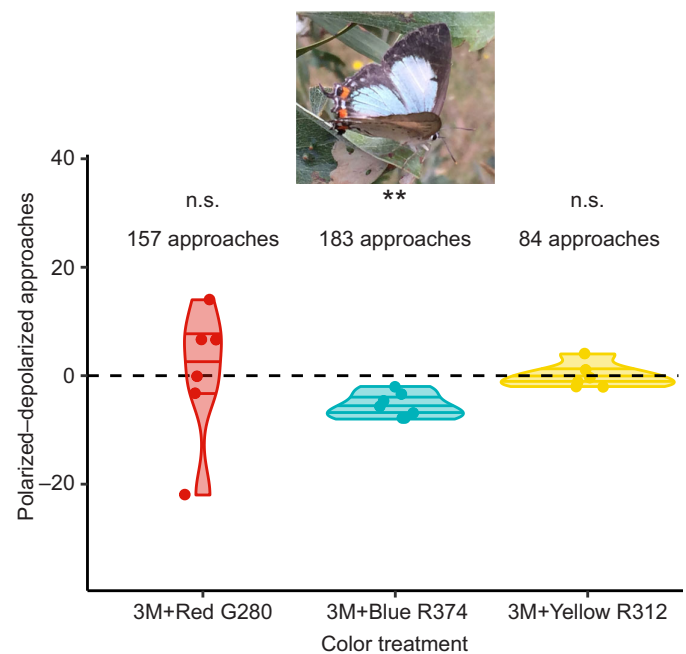 40
n.s.
**
n.s.
157 approaches
183 approaches
84 approaches
20
0
–20
Polarized–depolarized approaches
3M+Red G280
3M+Blue R374
3M+Yellow R312
Color treatment